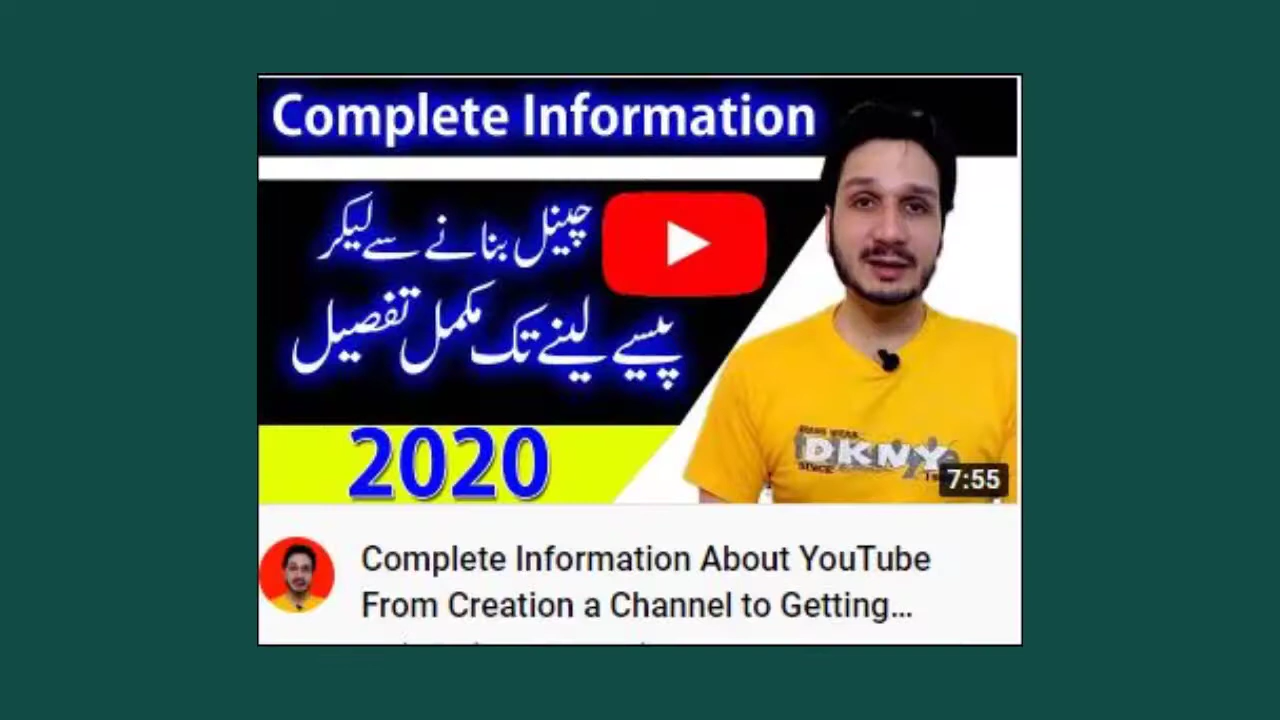 Complete Information
چینل بنانے سے لیکر
پیسے لینے تک مکمل تفصیل
2020
DKNY
SINCE
7:55
Complete Information About YouTube
From Creation a Channel to Getting...